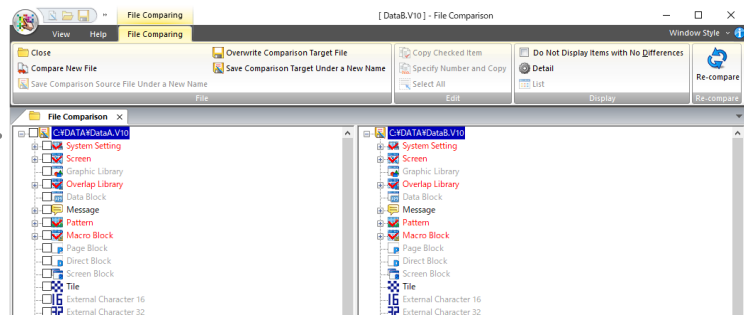 File Comparing
[ DataB.V10 ] - File Comparison
View Help File Comparing
Window Style
Close
Compare New File
Save Comparison Source File Under a New Name
Overwrite Comparison Target File
Save Comparison Target Under a New Name
File
Copy Checked Item
Specify Number and Copy
Select All
Edit
Do Not Display Items with No Differences
Detail
List
Display
Re-compare
Re-compare
File Comparison
C:¥DATA¥DataA.V10
System Setting
Screen
Graphic Library
Overlap Library
Data Block
Message
Pattern
Macro Block
Page Block
Direct Block
Screen Block
Tile
External Character 16
External Character 32
C:¥DATA¥DataB.V10
System Setting
Screen
Graphic Library
Overlap Library
Data Block
Message
Pattern
Macro Block
Page Block
Direct Block
Screen Block
Tile
External Character 16
External Character 32